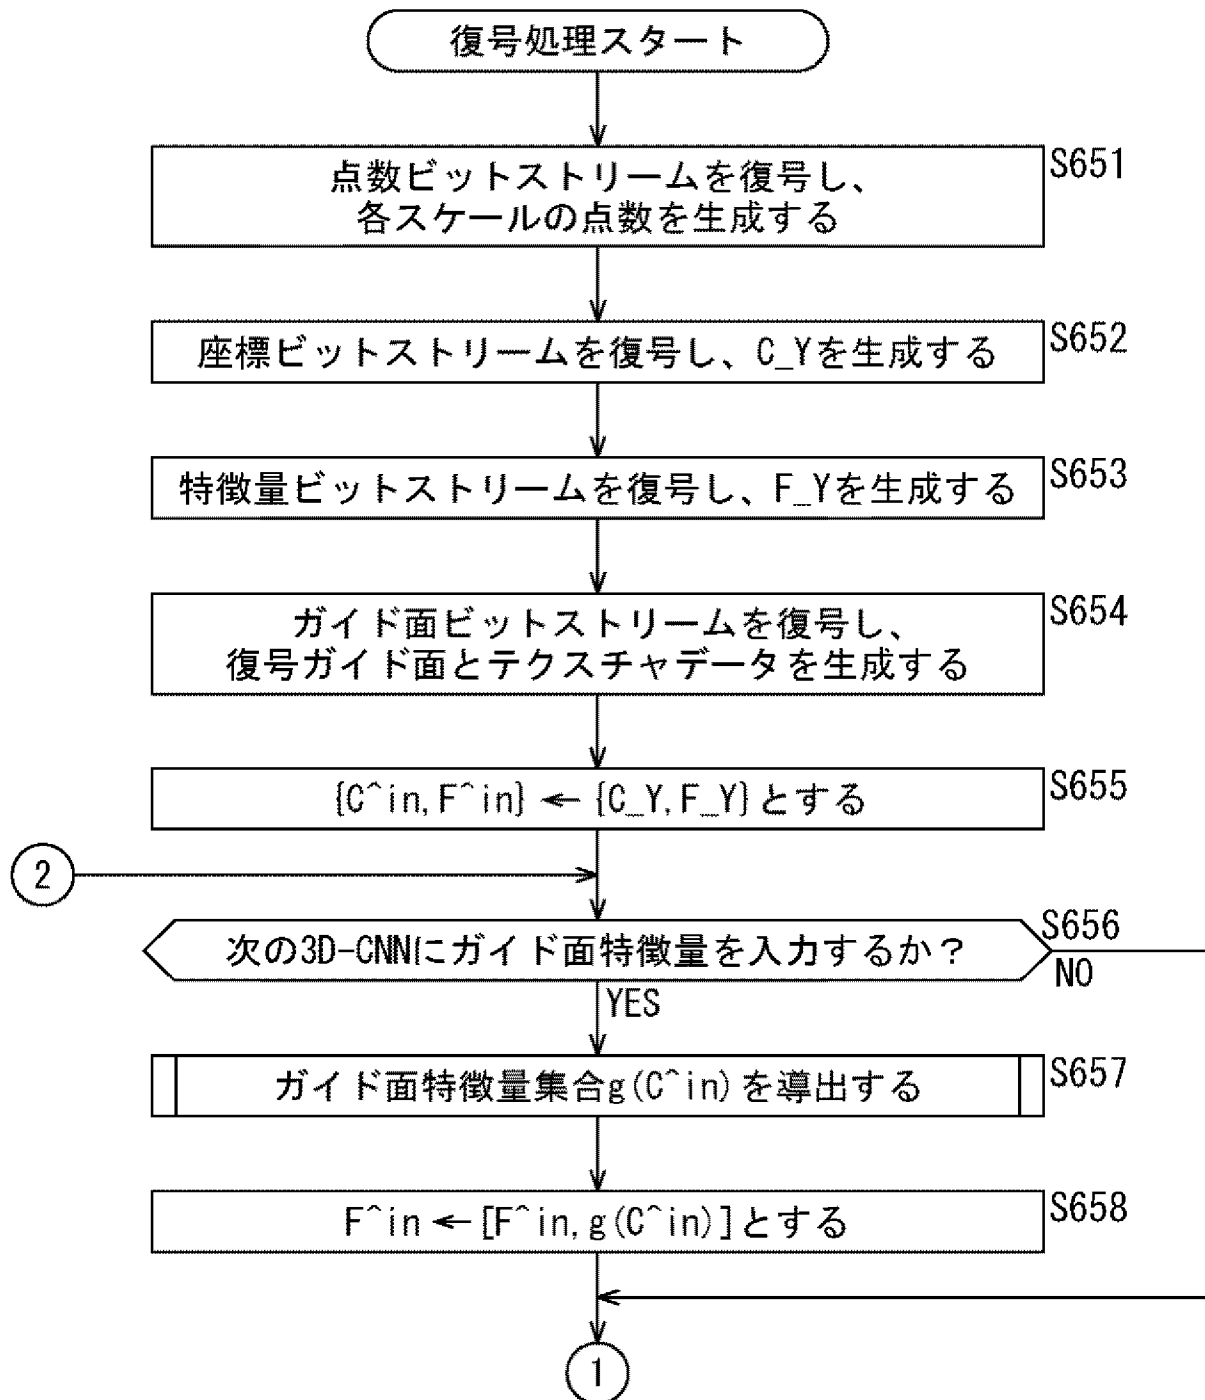 復号処理スタート
点数ビットストリームを復号し、
各スケールの点数を生成する
S651
座標ビットストリームを復号し、C_Yを生成する
S652
特徴量ビットストリームを復号し、F_Yを生成する
S653
ガイド面ビットストリームを復号し、
復号ガイド面とテクスチャデータを生成する
S654
{C^in, F^in} ← {C_Y, F_Y}とする
S655
2
次の3D-CNNにガイド面特徴量を入力するか？
S656
NO
YES
ガイド面特徴量集合g(C^in)を導出する
S657
F^in ← [F^in, g(C^in)]とする
S658
1